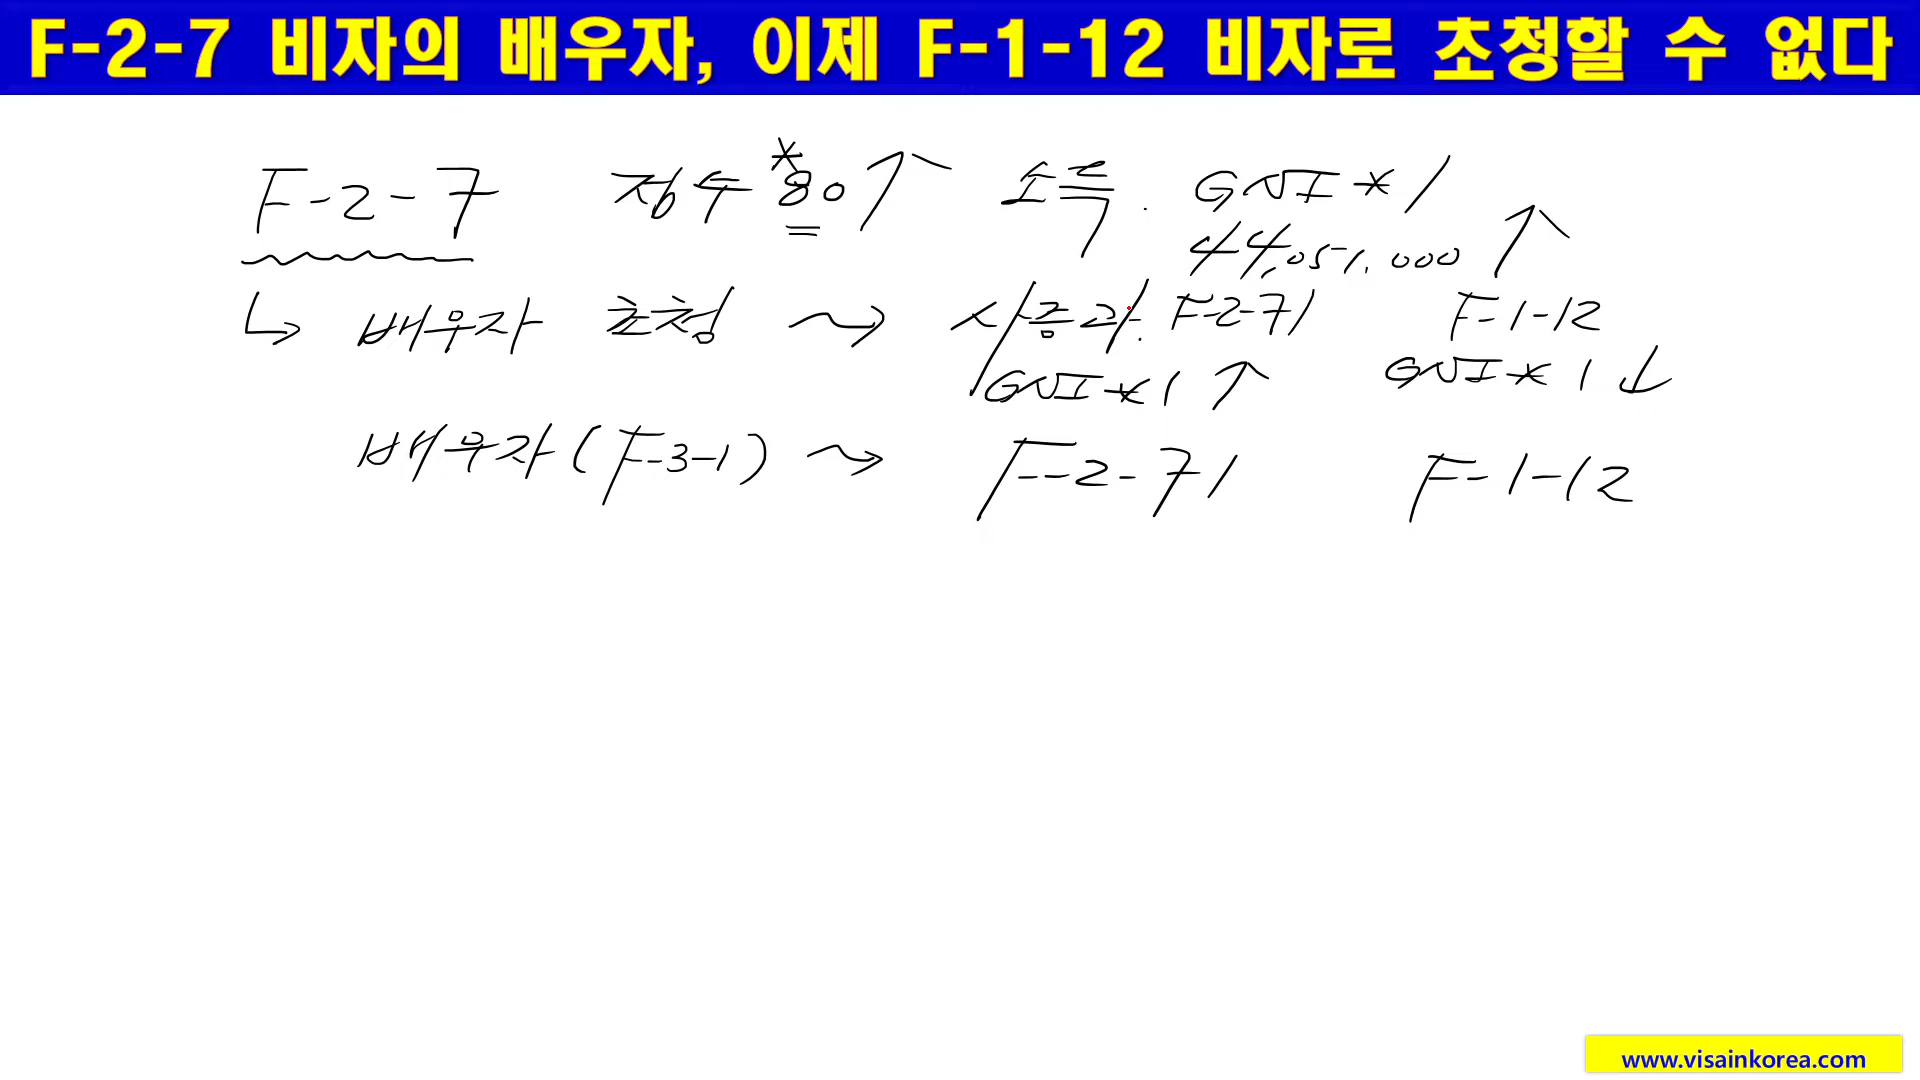 F-2-7 비자의 배우자, 이제 F-1-12 비자로 초청할 수 없다
F-2-7 점수 *80↑ 소득. GNI*1
44,051,000 ↑
↳ 배우자 초청 → 사증과. F-2-71 F-1-12
GNI*1 ↑ GNI*1 ↓
배우자(F-3-1) → F-2-71 F-1-12
www.visainkorea.com